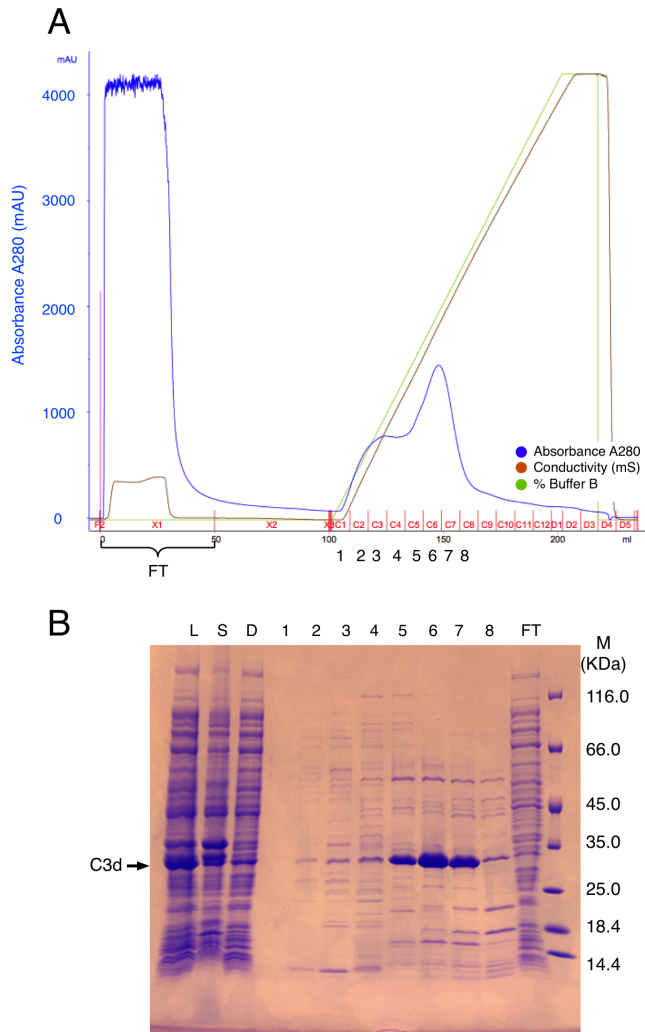 A
mAU
4000
3000
2000
1000
0
Absorbance A280 (mAU)
Absorbance A280
Conductivity (mS)
% Buffer B
F2 X1 X2 C1 C2 C3 C4 C5 C6 C7 C8 C9 C10 C11 C12 D1 D2 D3 D4 D5
0 50 100 150 200 ml
FT 1 2 3 4 5 6 7 8
B
L S D 1 2 3 4 5 6 7 8 FT M
(KDa)
116.0
66.0
45.0
35.0
C3d
25.0
18.4
14.4